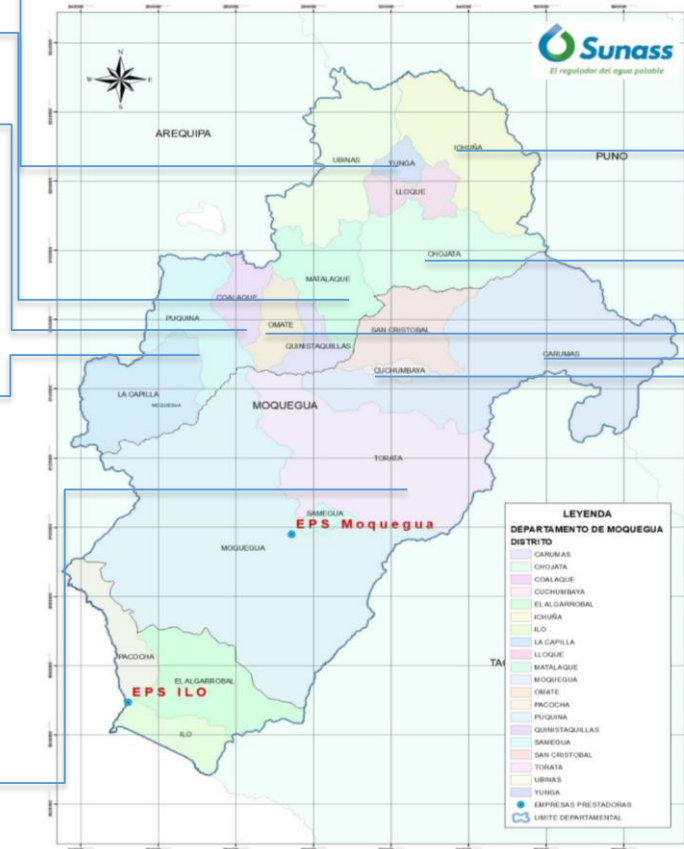 Sunass
El regulador del agua potable
N
W
E
S
AREQUIPA
PUNO
UBINAS
YUNGA
ICHUÑA
LLOQUE
CHOJATA
MATALAQUE
COALAQUE
PUQUINA
OMATE
SAN CRISTOBAL
QUINISTAQUILLAS
CARUMAS
CUCHUMBAYA
LA CAPILLA
MOQUEGUA
MOQUEGUA
TORATA
SAMEGUA
EPS Moquegua
MOQUEGUA
PACOCHA
EL ALGARROBAL
EPS ILO
ILO
LEYENDA
DEPARTAMENTO DE MOQUEGUA
DISTRITO
CARUMAS
CHOJATA
COALAQUE
CUCHUMBAYA
EL ALGARROBAL
ICHUÑA
ILO
LA CAPILLA
LLOQUE
MATALAQUE
MOQUEGUA
OMATE
PACOCHA
PUQUINA
QUINISTAQUILLAS
SAMEGUA
SAN CRISTOBAL
TORATA
UBINAS
YUNGA
EMPRESAS PRESTADORAS
LIMITE DEPARTAMENTAL